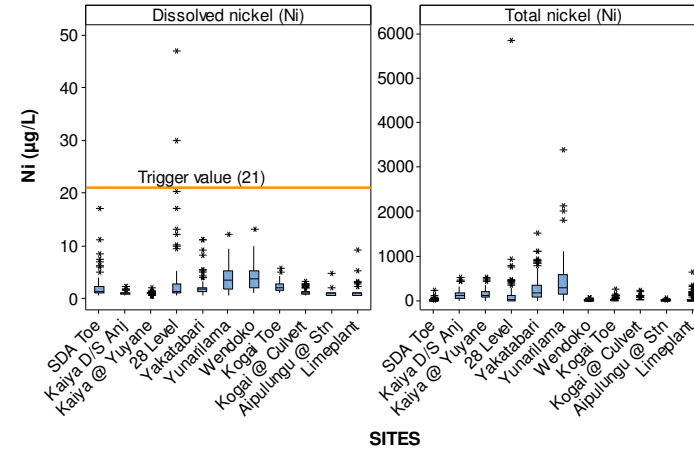 Dissolved nickel (Ni)
Total nickel (Ni)
Ni (µg/L)
50
40
30
20
10
0
Trigger value (21)
6000
5000
4000
3000
2000
1000
0
SDA Toe
Kaiya D/S Anj
Kaiya @ Yuyane
28 Level
Yakatabari
Yunarilama
Wendoko
Kogai Toe
Kogai @ Culvet
Aipulungu @ Stn
Limeplant
SDA Toe
Kaiya D/S Anj
Kaiya @ Yuyane
28 Level
Yakatabari
Yunarilama
Wendoko
Kogai Toe
Kogai @ Culvet
Aipulungu @ Stn
Limeplant
SITES